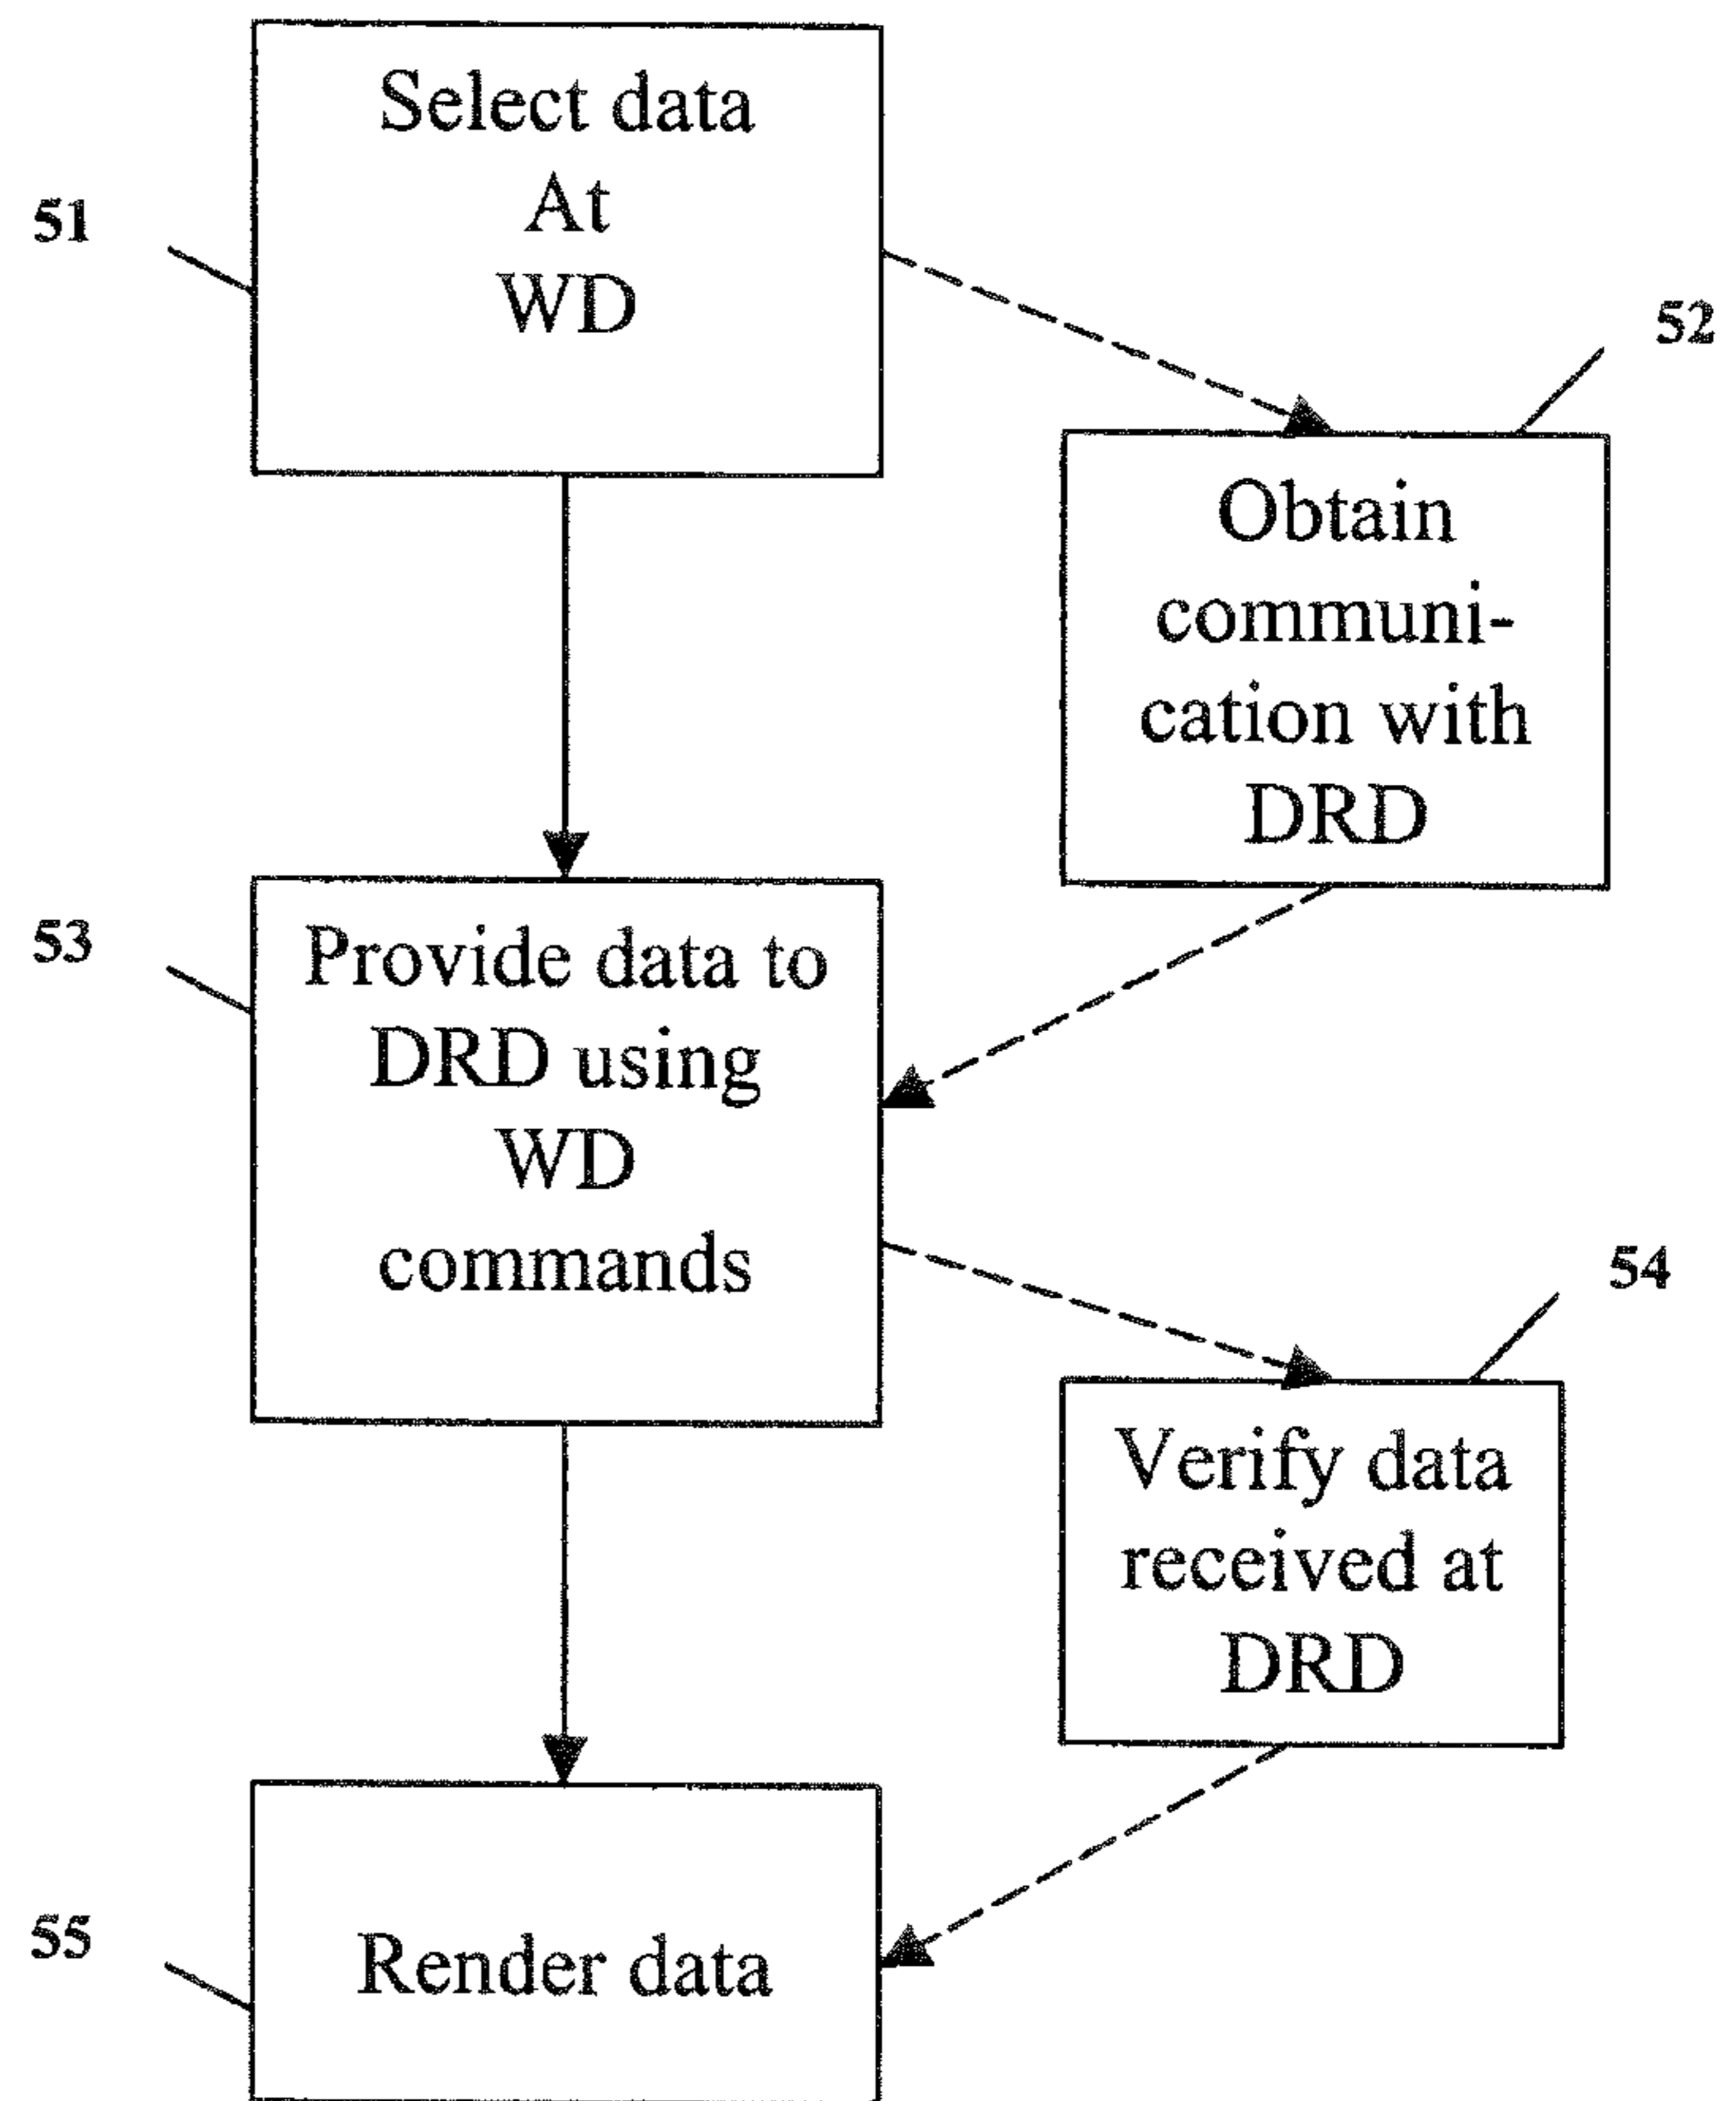 Select data
At
WD
51
52
Obtain
communi-
cation with
DRD
53
Provide data to
DRD using
WD
commands
54
Verify data
received at
DRD
55
Render data